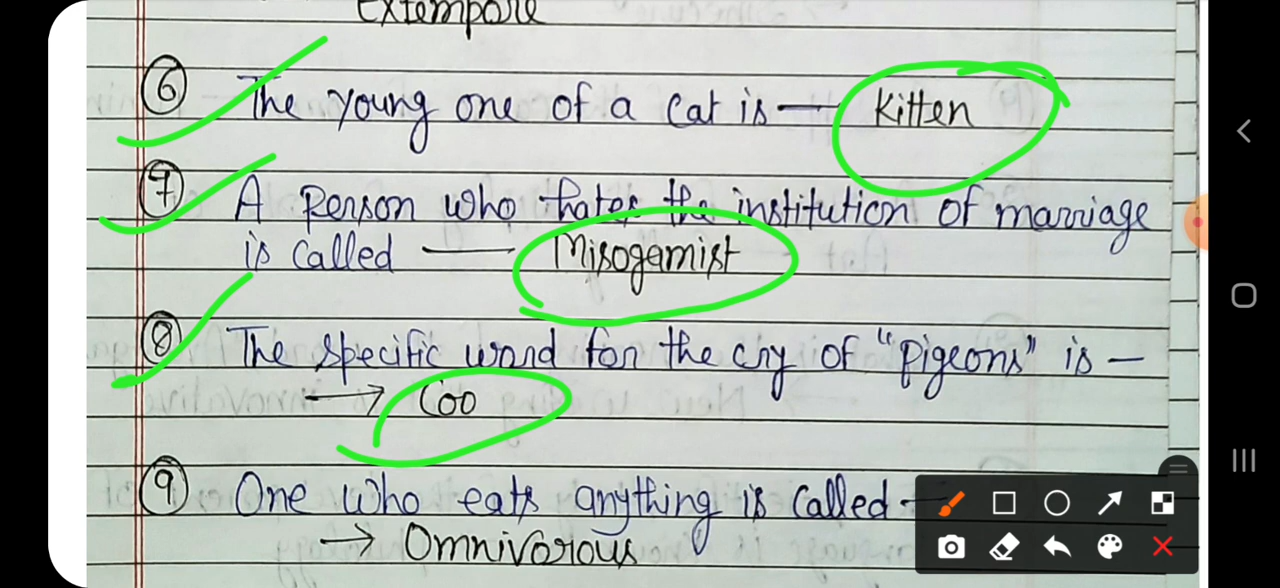 Extempore
⑥ The young one of a cat is — Kitten
⑦ A person who hates the institution of marriage
is called — Misogamist
⑧ The specific word for the cry of "pigeons" is —
→ Coo
⑨ One who eats anything is called -
→ Omnivorous